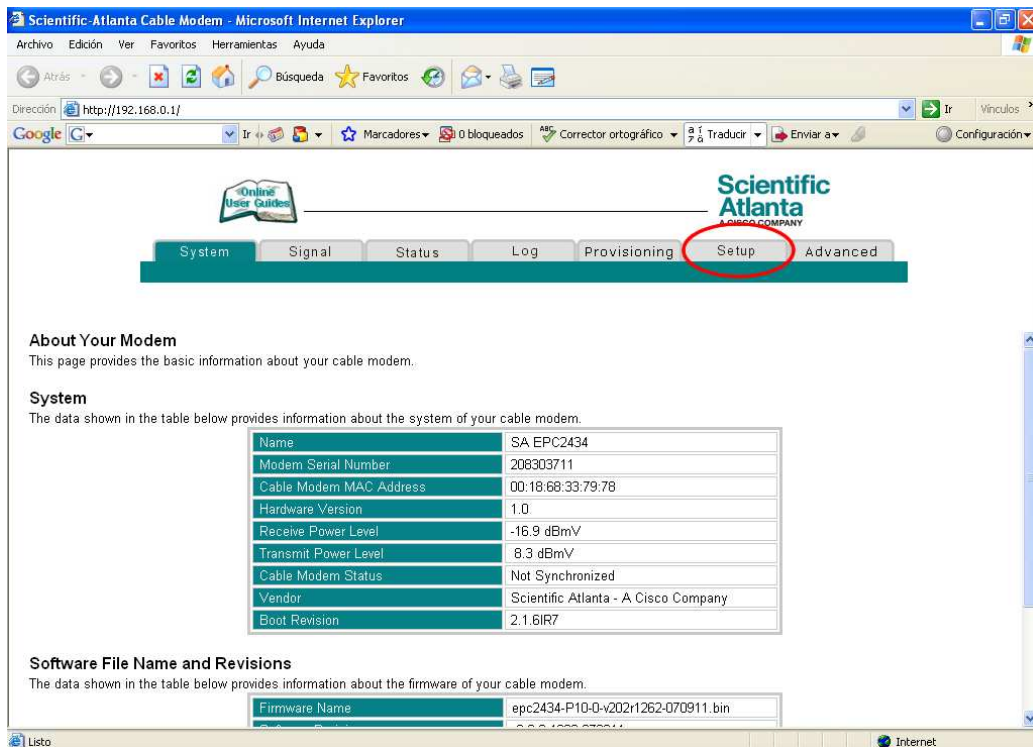 Scientific-Atlanta Cable Modem - Microsoft Internet Explorer
Archivo Edición Ver Favoritos Herramientas Ayuda
Atrás Búsqueda Favoritos
Dirección http://192.168.0.1/ Ir Vínculos
Google G Ir Marcadores 0 bloqueados Corrector ortográfico Traducir Enviar a Configuración
Online User Guides
Scientific Atlanta
A CISCO COMPANY
System Signal Status Log Provisioning Setup Advanced
About Your Modem
This page provides the basic information about your cable modem.
System
The data shown in the table below provides information about the system of your cable modem.
Name SA EPC2434
Modem Serial Number 208303711
Cable Modem MAC Address 00:18:68:33:79:78
Hardware Version 1.0
Receive Power Level -16.9 dBmV
Transmit Power Level 8.3 dBmV
Cable Modem Status Not Synchronized
Vendor Scientific Atlanta - A Cisco Company
Boot Revision 2.1.6IR7
Software File Name and Revisions
The data shown in the table below provides information about the firmware of your cable modem.
Firmware Name epc2434-P10-0-v202r1262-070911.bin
Listo Internet